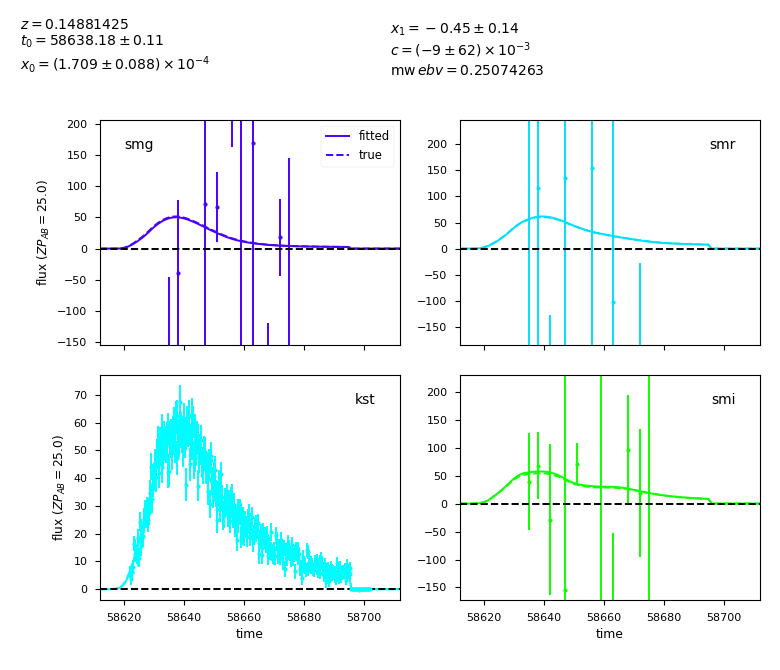 z = 0.14881425
t₀ = 58638.18 ± 0.11
x₀ = (1.709 ± 0.088) × 10⁻⁴
x₁ = −0.45 ± 0.14
c = (−9 ± 62) × 10⁻³
mw ebv = 0.25074263
200
150
100
50
0
−50
−100
−150
flux (ZP_AB = 25.0)
smg
fitted
true
200
150
100
50
0
−50
−100
−150
smr
70
60
50
40
30
20
10
0
flux (ZP_AB = 25.0)
kst
58620
58640
58660
58680
58700
time
200
150
100
50
0
−50
−100
−150
smi
58620
58640
58660
58680
58700
time